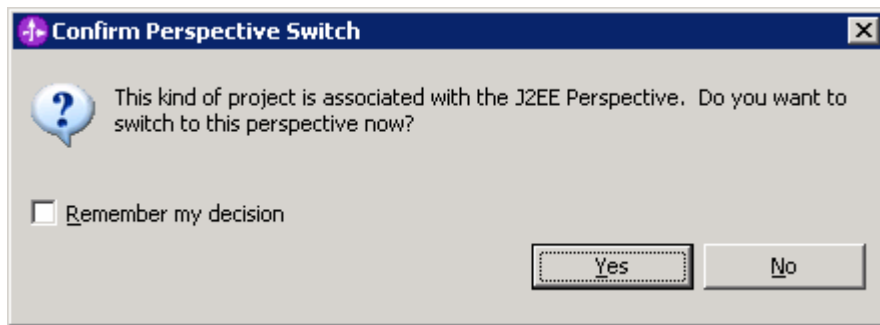 Confirm Perspective Switch
This kind of project is associated with the J2EE Perspective. Do you want to
switch to this perspective now?
Remember my decision
Yes
No